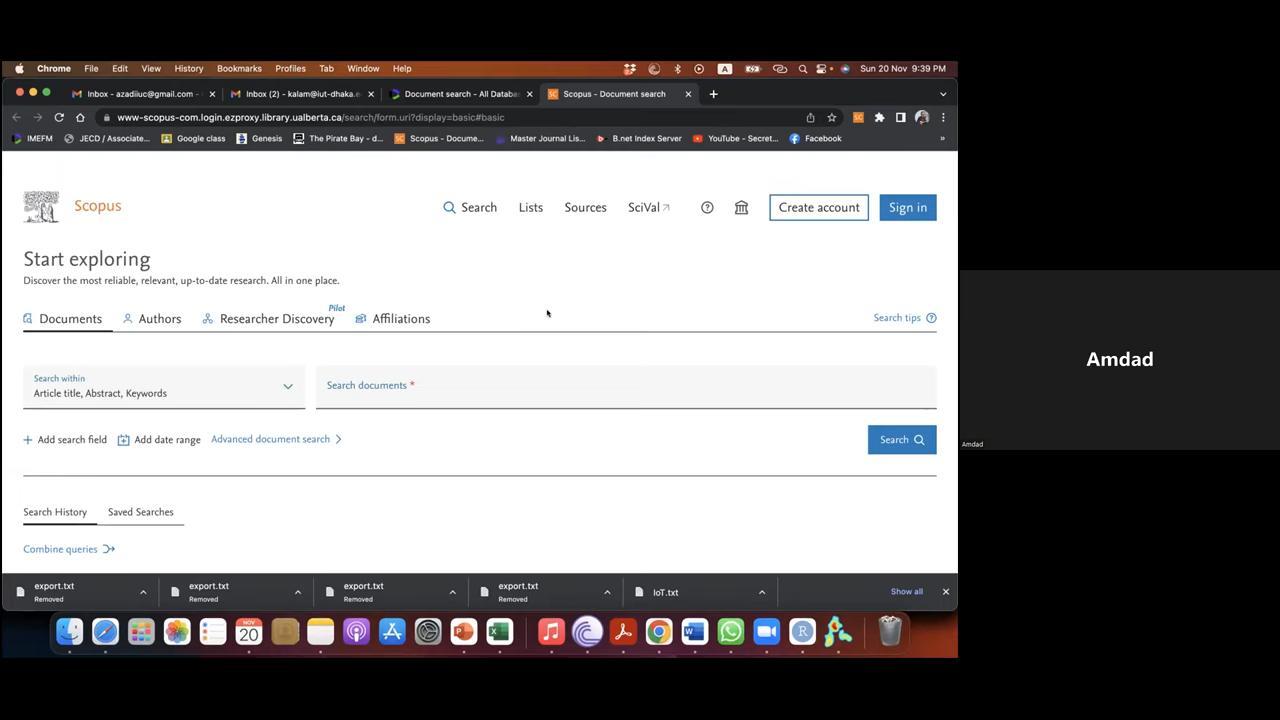 Chrome File Edit View History Bookmarks Profiles Tab Window Help A Sun 20 Nov 9:39 PM
Inbox - azadiiuc@gmail.com - Inbox (2) - kalam@iut-dhaka.e Document search - All Databa Scopus - Document search
www-scopus-com.login.ezproxy.library.ualberta.ca/search/form.uri?display=basic#basic
IMEFM JECD / Associate... Google class Genesis The Pirate Bay - d... Scopus - Docume... Master Journal Lis... B.net Index Server YouTube - Secret... Facebook »
Scopus Search Lists Sources SciVal Create account Sign in
Start exploring
Discover the most reliable, relevant, up-to-date research. All in one place.
Pilot
Documents Authors Researcher Discovery Affiliations Search tips
Search within
Article title, Abstract, Keywords
Search documents *
Add search field Add date range Advanced document search Search
Search History Saved Searches
Combine queries
export.txt export.txt export.txt export.txt IoT.txt Show all
Removed Removed Removed Removed
NOV
20
Amdad
Amdad